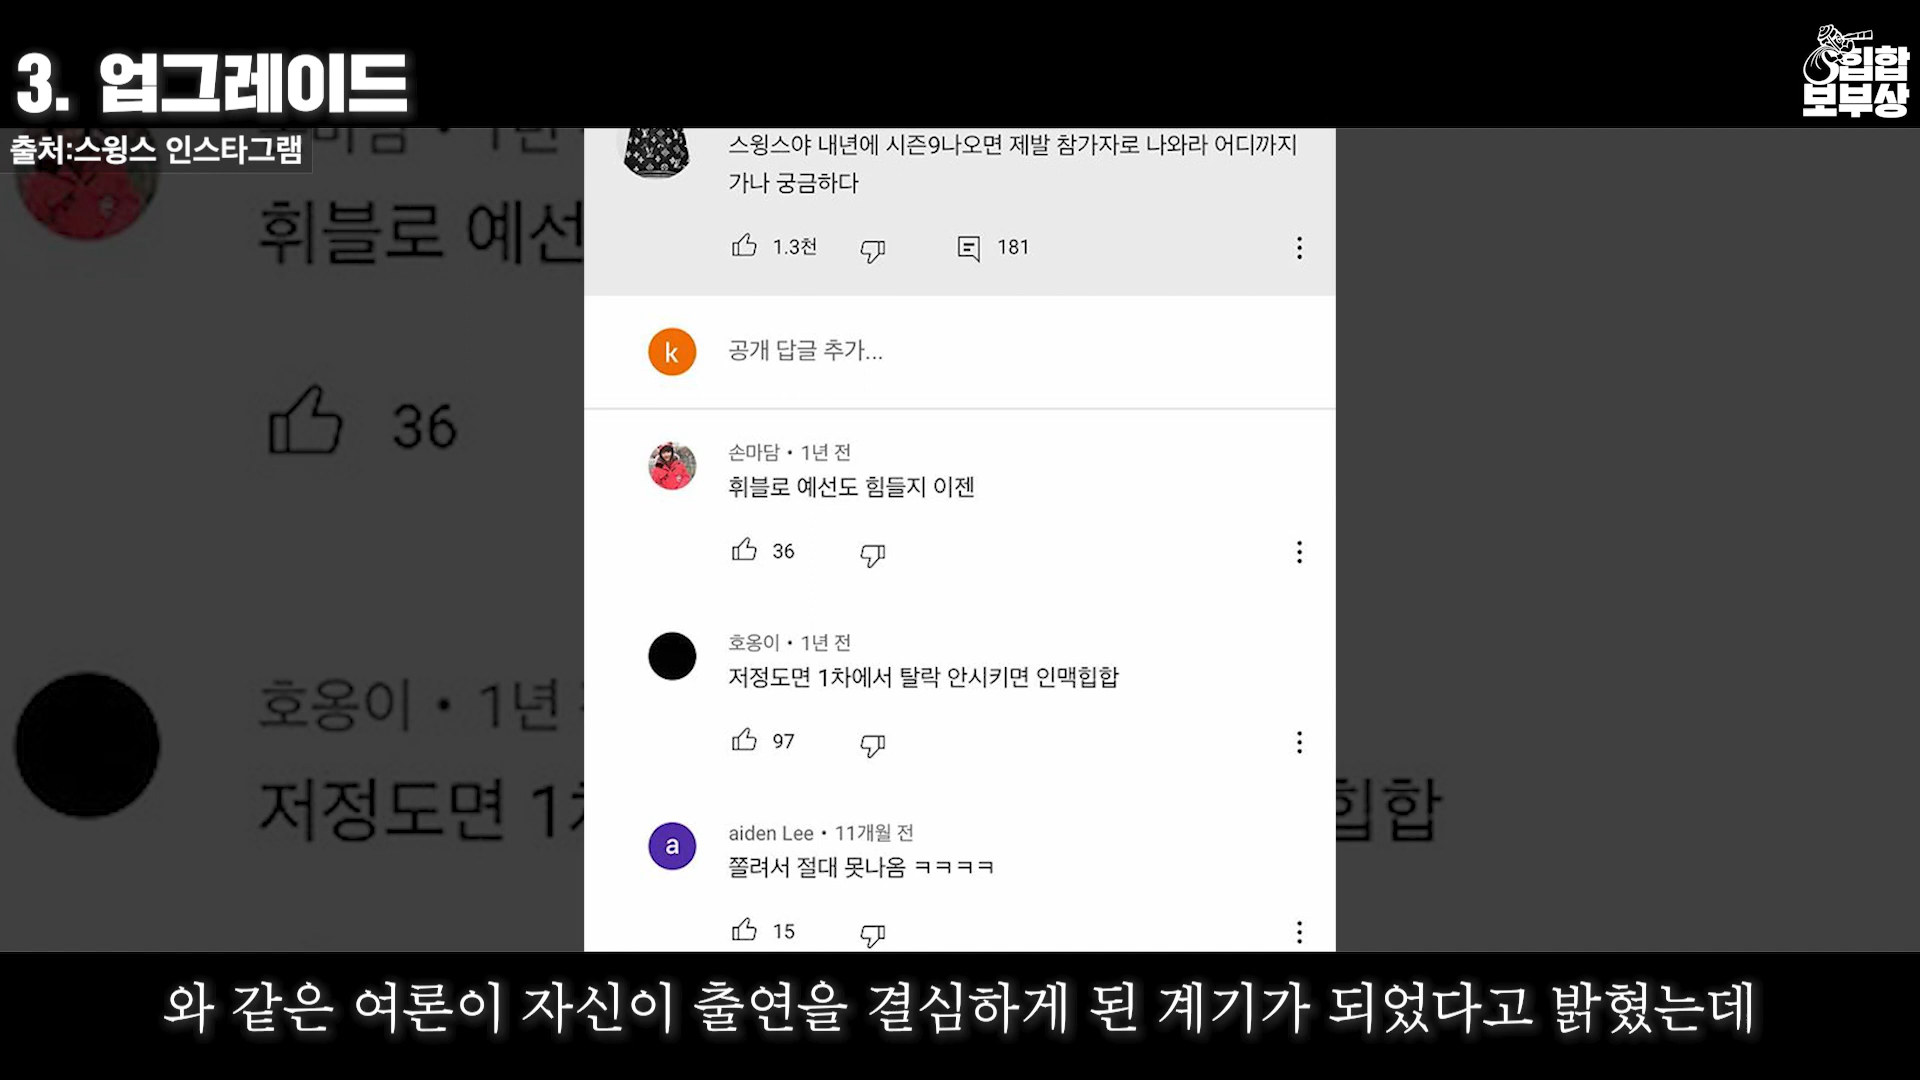 3. 업그레이드
힙합
보부상
출처:스윙스 인스타그램
스윙스야 내년에 시즌9나오면 제발 참가자로 나와라 어디까지
가나 궁금하다
1.3천
181
k
공개 답글 추가...
손마담 • 1년 전
휘블로 예선도 힘들지 이젠
36
호옹이 • 1년 전
저정도면 1차에서 탈락 안시키면 인맥힙합
97
a
aiden Lee • 11개월 전
쫄려서 절대 못나옴 ㅋㅋㅋㅋ
15
휘블로 예선
36
호옹이 • 1년
저정도면 1차
힙합
와 같은 여론이 자신이 출연을 결심하게 된 계기가 되었다고 밝혔는데